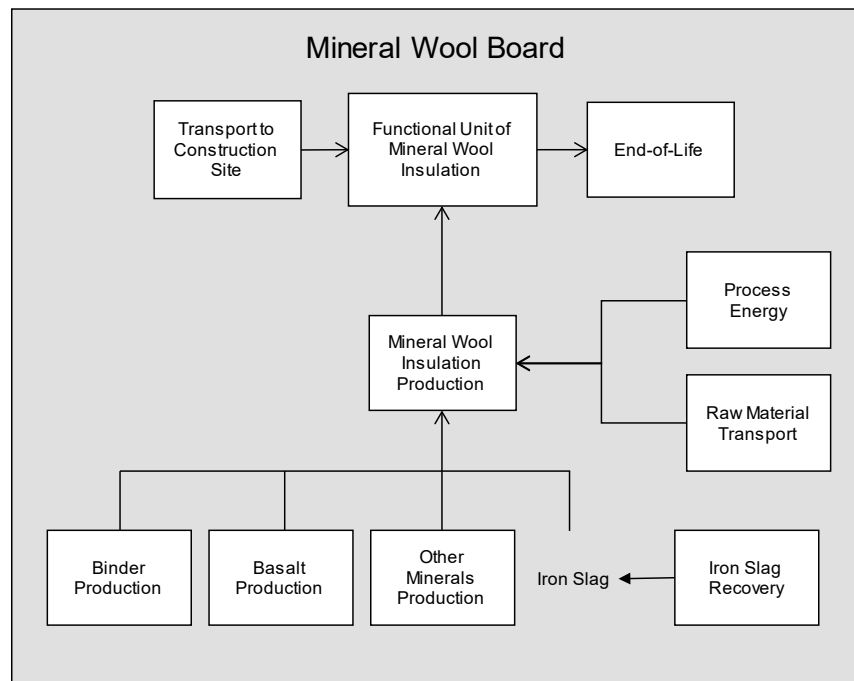 Mineral Wool Board
Transport to
Construction
Site
Functional Unit of
Mineral Wool
Insulation
End-of-Life
Process
Energy
Mineral Wool
Insulation
Production
Raw Material
Transport
Binder
Production
Basalt
Production
Other
Minerals
Production
Iron Slag
Iron Slag
Recovery